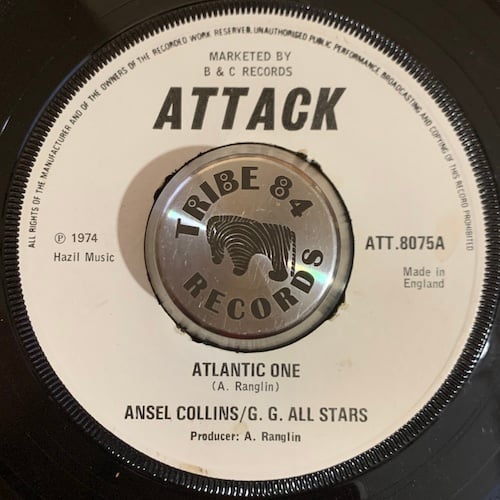 ALL RIGHTS OF THE MANUFACTURER AND OF THE OWNERS OF THE RECORDED WORK RESERVED. UNAUTHORISED PUBLIC PERFORMANCE BROADCASTING AND COPYING OF THIS RECORD PROHIBITED
MARKETED BY
B & C RECORDS
ATTACK
TRIBE 84
RECORDS
℗ 1974
Hazil Music
ATT.8075A
Made in
England
ATLANTIC ONE
(A. Ranglin)
ANSEL COLLINS/G. G. ALL STARS
Producer: A. Ranglin